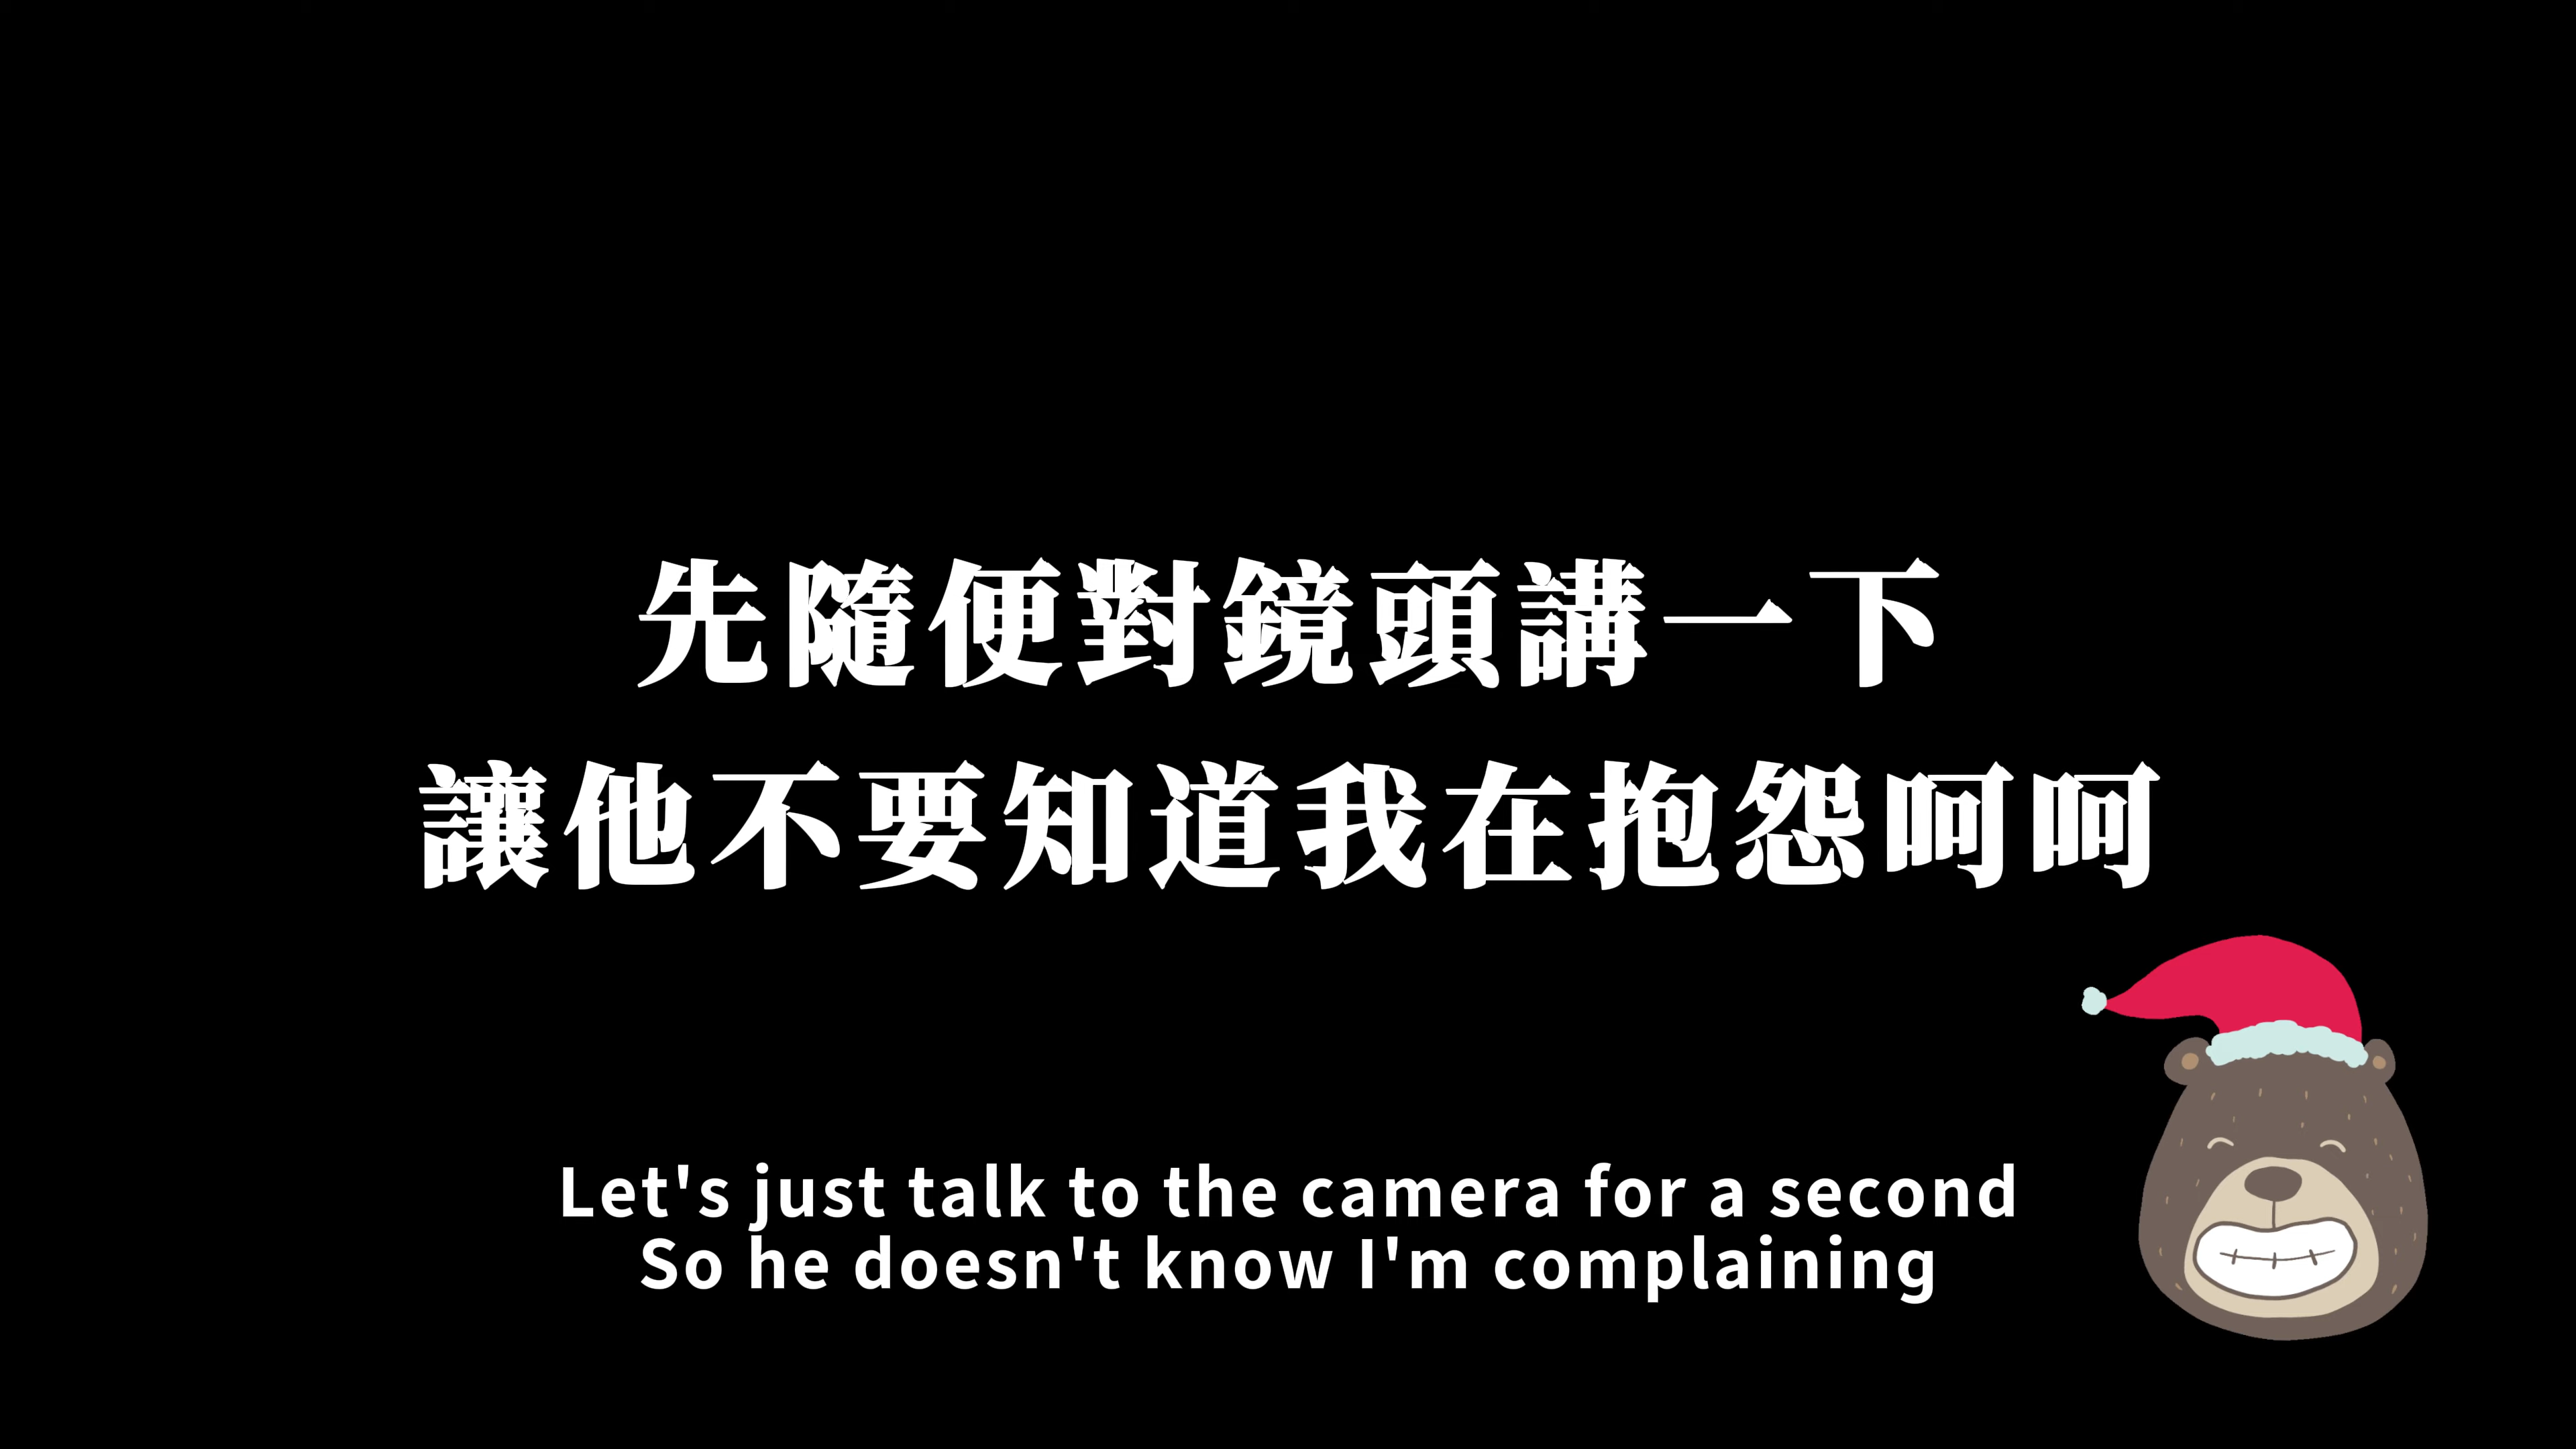 先隨便對鏡頭講一下
讓他不要知道我在抱怨呵呵
Let's just talk to the camera for a second
So he doesn't know I'm complaining